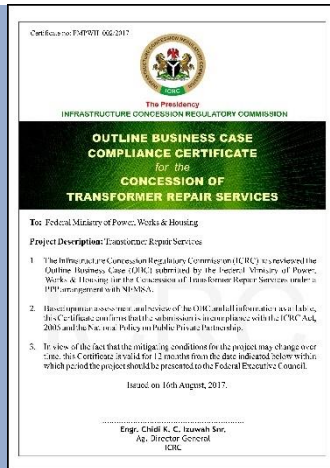 Certificate no: FMPWH 002/2017
INFRASTRUCTURE CONCESSION REGULATORY COMMISSION
ICRC
The Presidency
INFRASTRUCTURE CONCESSION REGULATORY COMMISSION
OUTLINE BUSINESS CASE
COMPLIANCE CERTIFICATE
for the
CONCESSION OF
TRANSFORMER REPAIR SERVICES
To: Federal Ministry of Power, Works & Housing
Project Description: Transformer Repair Services
1 The Infrastructure Concession Regulatory Commission (ICRC) has reviewed the
Outline Business Case (OBC) submitted by the Federal Ministry of Power,
Works & Housing for the Concession of Transformer Repair Services under a
PPP arrangement with NEMSA.
2. Based upon an assessment and review of the OBC and all information available,
this Certificate confirms that the submission is in compliance with the ICRC Act,
2005 and the National Policy on Public Private Partnership.
3. In view of the fact that the mitigating conditions for the project may change over
time, this Certificate is valid for 12 months from the date indicated below within
which period the project should be presented to the Federal Executive Council.
Issued on 16th August, 2017.
Engr. Chidi K. C. Izuwah Snr,
Ag. Director General
ICRC